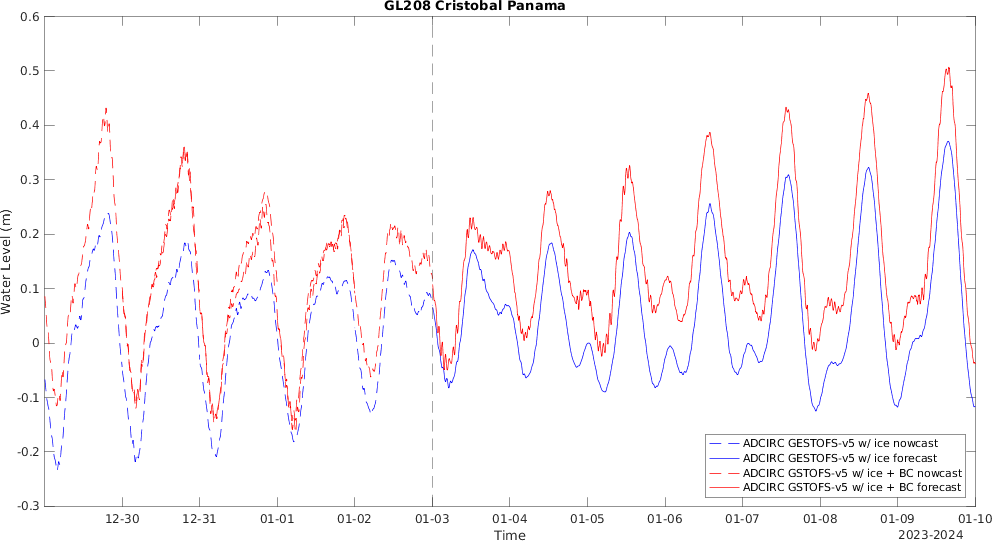 GL208 Cristobal Panama
0.6
0.5
0.4
0.3
0.2
0.1
0
-0.1
-0.2
-0.3
Water Level (m)
12-30 12-31 01-01 01-02 01-03 01-04 01-05 01-06 01-07 01-08 01-09 01-10
Time
2023-2024
ADCIRC GESTOFS-v5 w/ ice nowcast
ADCIRC GESTOFS-v5 w/ ice forecast
ADCIRC GSTOFS-v5 w/ ice + BC nowcast
ADCIRC GSTOFS-v5 w/ ice + BC forecast